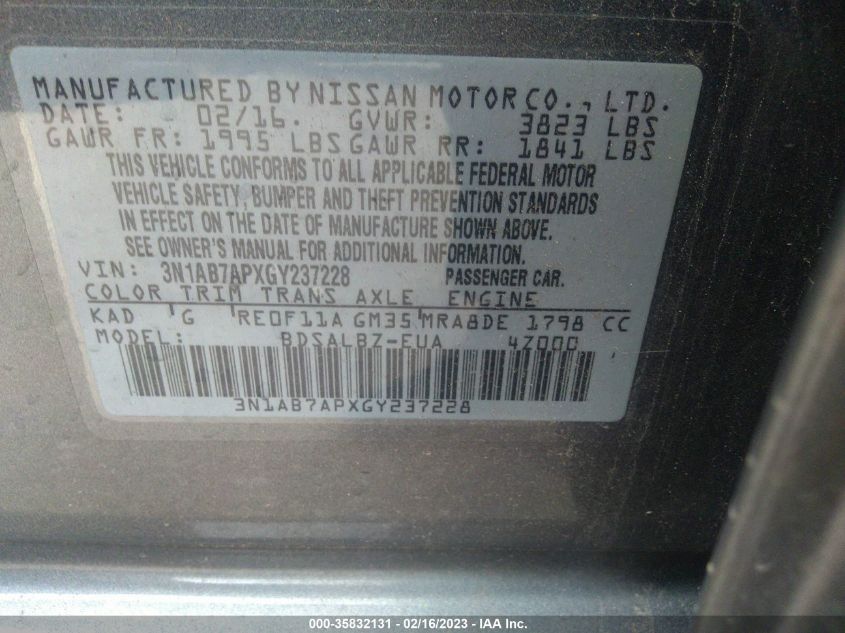 MANUFACTURED BY NISSAN MOTOR CO., LTD.
DATE: 02/16. GVWR: 3823 LBS
GAWR FR: 1995 LBS GAWR RR: 1841 LBS
THIS VEHICLE CONFORMS TO ALL APPLICABLE FEDERAL MOTOR
VEHICLE SAFETY, BUMPER AND THEFT PREVENTION STANDARDS
IN EFFECT ON THE DATE OF MANUFACTURE SHOWN ABOVE.
SEE OWNER'S MANUAL FOR ADDITIONAL INFORMATION.
VIN: 3N1AB7APXGY237228 PASSENGER CAR.
COLOR TRIM TRANS AXLE ENGINE
KAD G RE0F11A GM35 MRA8DE 1798 CC
MODEL: BDSALBZ-EUA 4Z000
3N1AB7APXGY237228
000-35832131 - 02/16/2023 - IAA Inc.